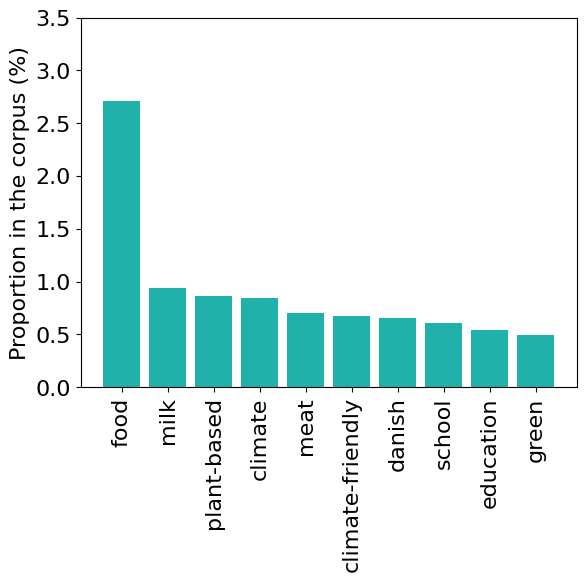 Proportion in the corpus (%)
3.5
3.0
2.5
2.0
1.5
1.0
0.5
0.0
food
milk
plant-based
climate
meat
climate-friendly
danish
school
education
green